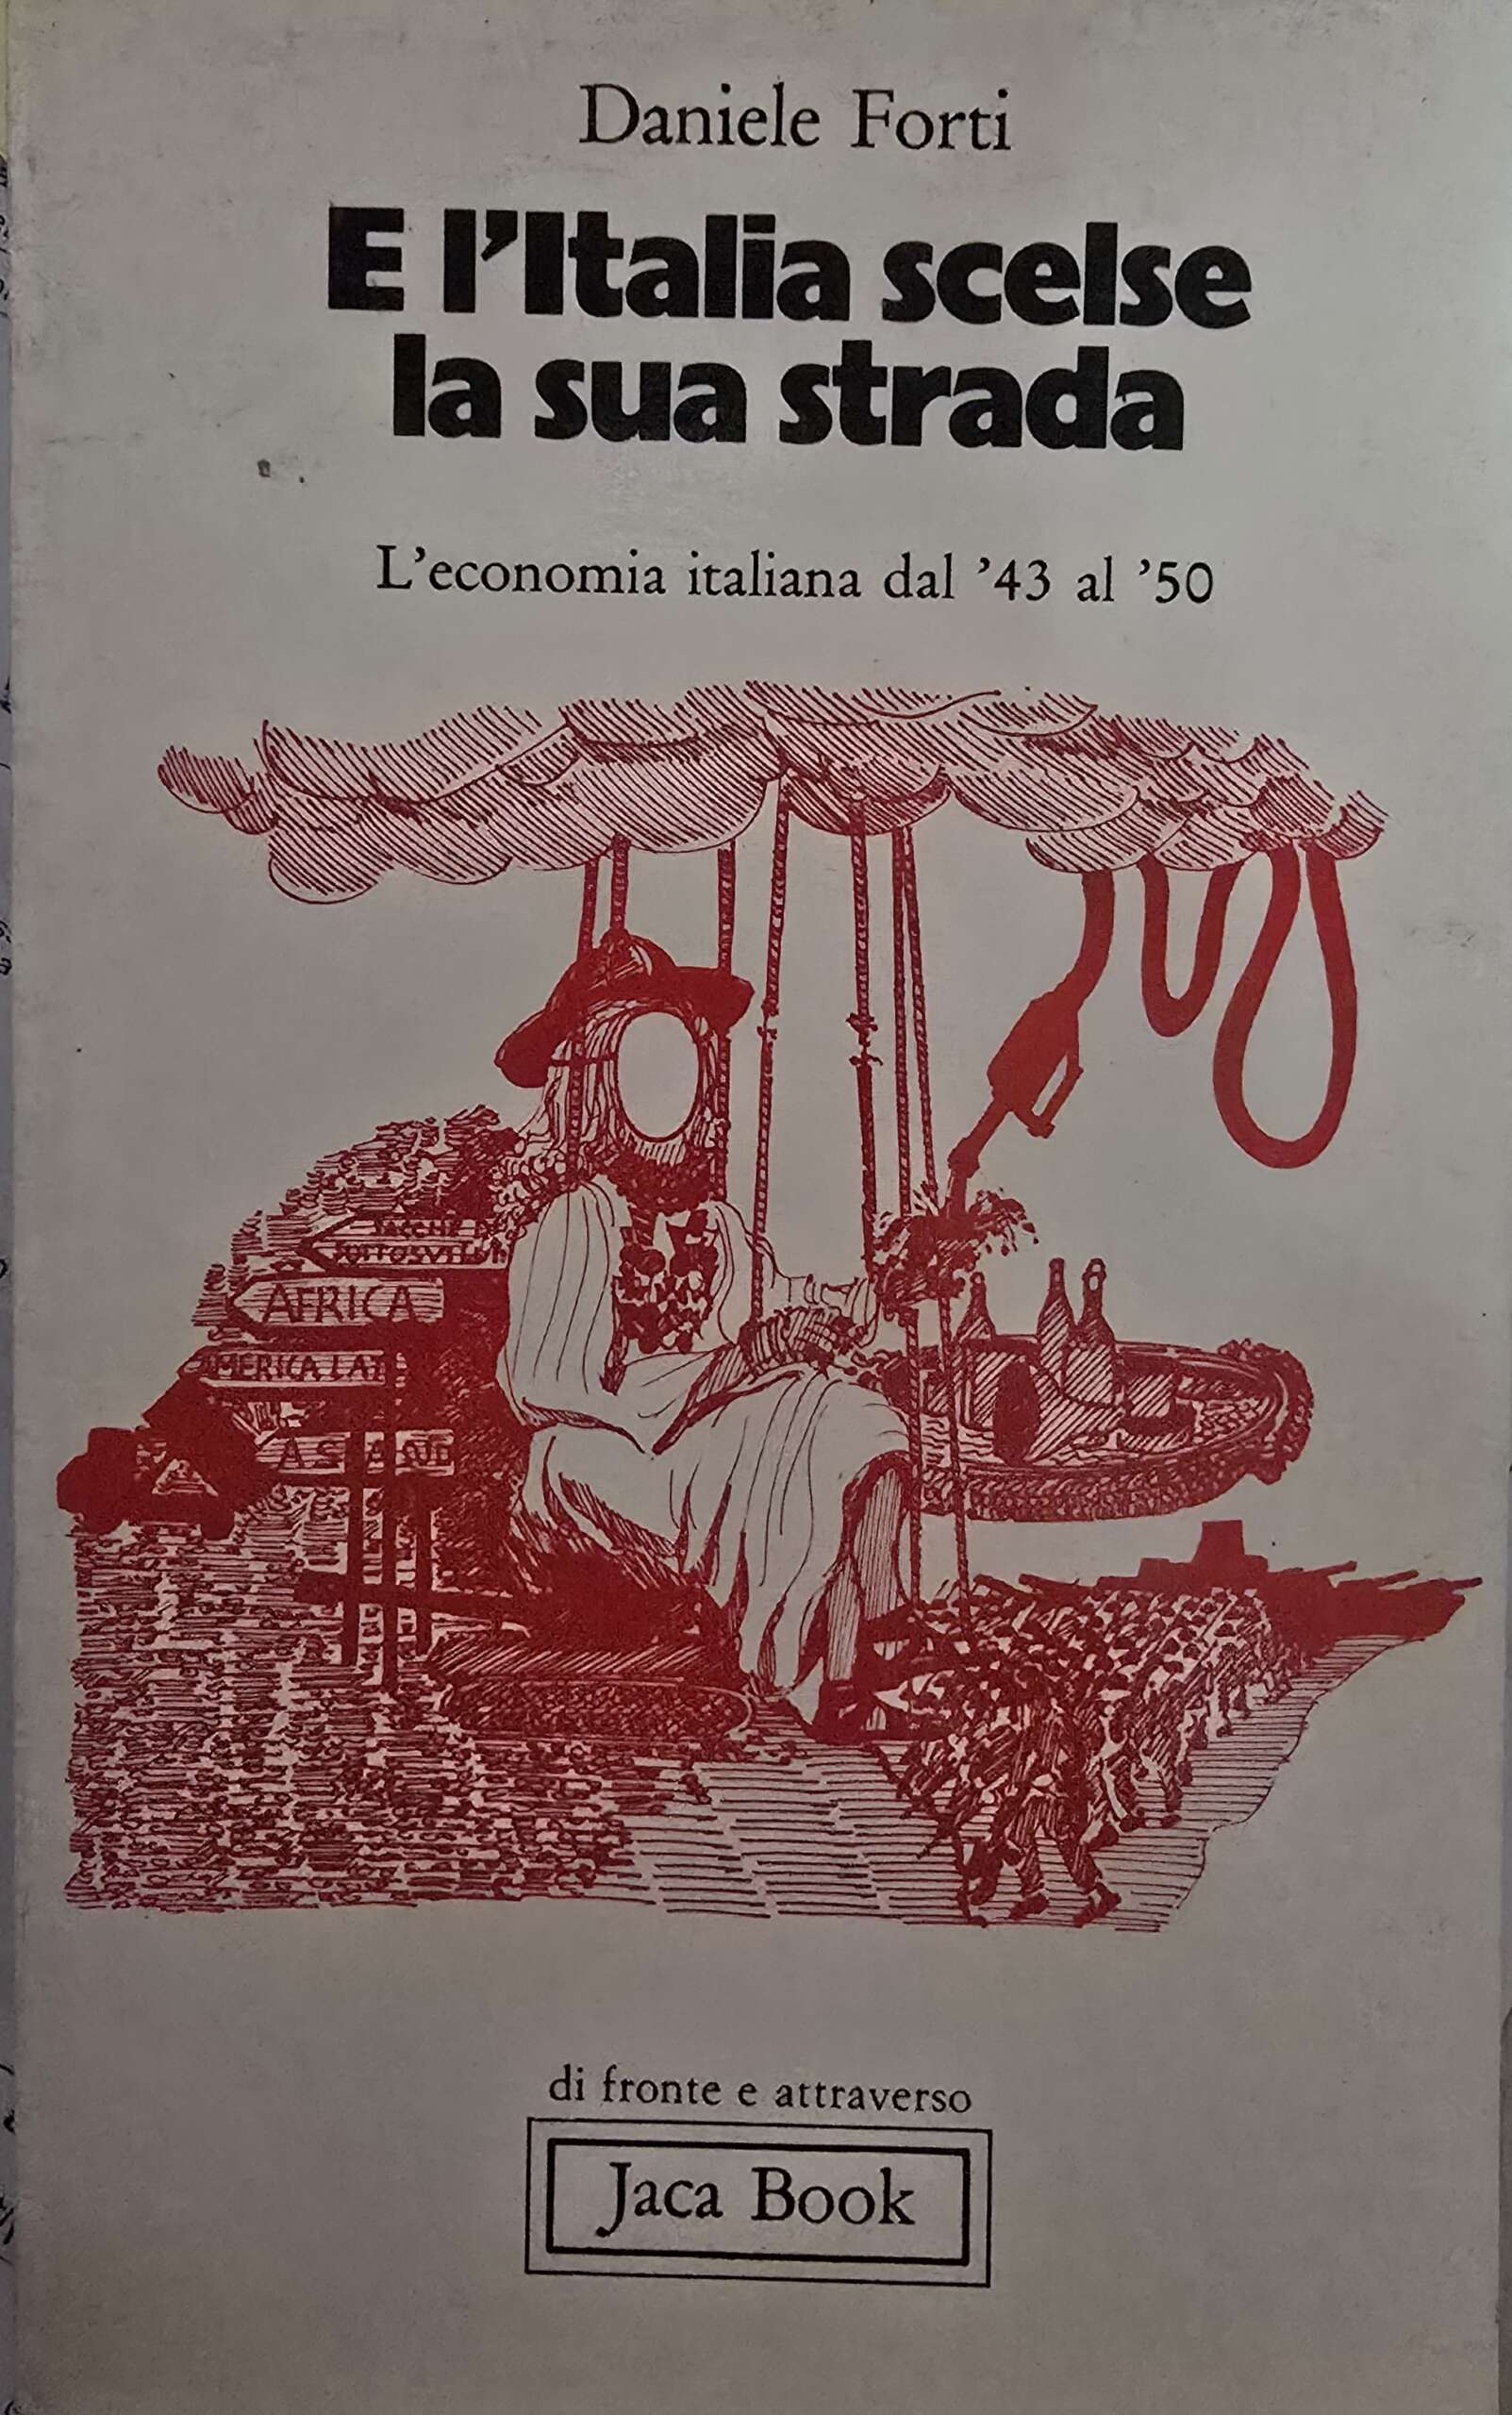 Daniele Forti
E l'Italia scelse
la sua strada
L'economia italiana dal '43 al '50
AFRICA
di fronte e attraverso
Jaca Book